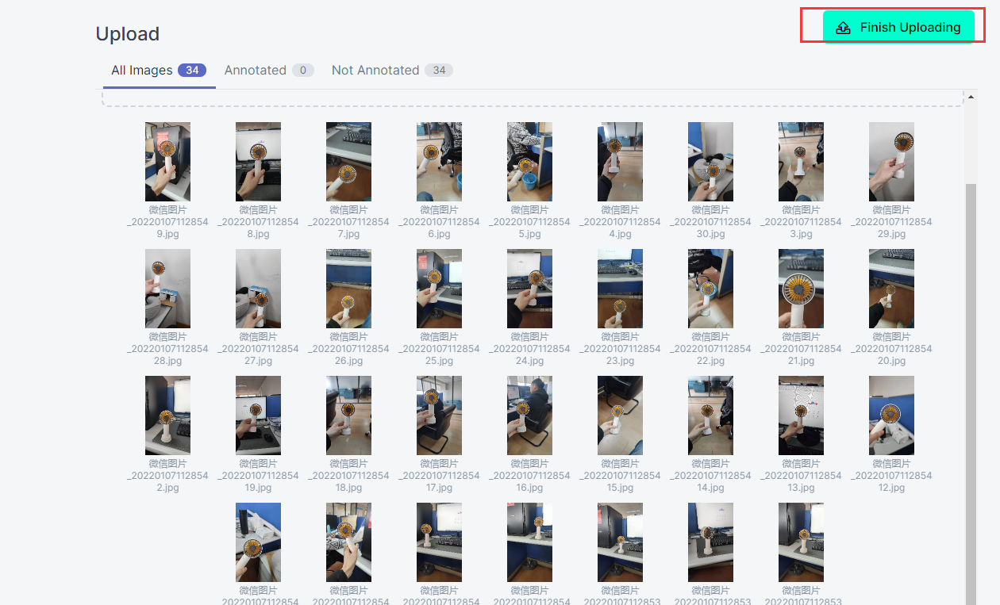 Upload
Finish Uploading
All Images 34 Annotated 0 Not Annotated 34
微信图片 微信图片 微信图片 微信图片 微信图片 微信图片 微信图片 微信图片 微信图片
_20220107112854 _20220107112854 _20220107112854 _20220107112854 _20220107112854 _20220107112854 _20220107112854 _20220107112854 _20220107112854
9.jpg 8.jpg 7.jpg 6.jpg 5.jpg 4.jpg 30.jpg 3.jpg 29.jpg
微信图片 微信图片 微信图片 微信图片 微信图片 微信图片 微信图片 微信图片 微信图片
_20220107112854 _20220107112854 _20220107112854 _20220107112854 _20220107112854 _20220107112854 _20220107112854 _20220107112854 _20220107112854
28.jpg 27.jpg 26.jpg 25.jpg 24.jpg 23.jpg 22.jpg 21.jpg 20.jpg
微信图片 微信图片 微信图片 微信图片 微信图片 微信图片 微信图片 微信图片 微信图片
_20220107112854 _20220107112854 _20220107112854 _20220107112854 _20220107112854 _20220107112854 _20220107112854 _20220107112854 _20220107112854
2.jpg 19.jpg 18.jpg 17.jpg 16.jpg 15.jpg 14.jpg 13.jpg 12.jpg
微信图片 微信图片 微信图片 微信图片 微信图片 微信图片 微信图片
_20220107112854 _20220107112854 _20220107112854 _20220107112854 _20220107112853 _20220107112853 _20220107112853